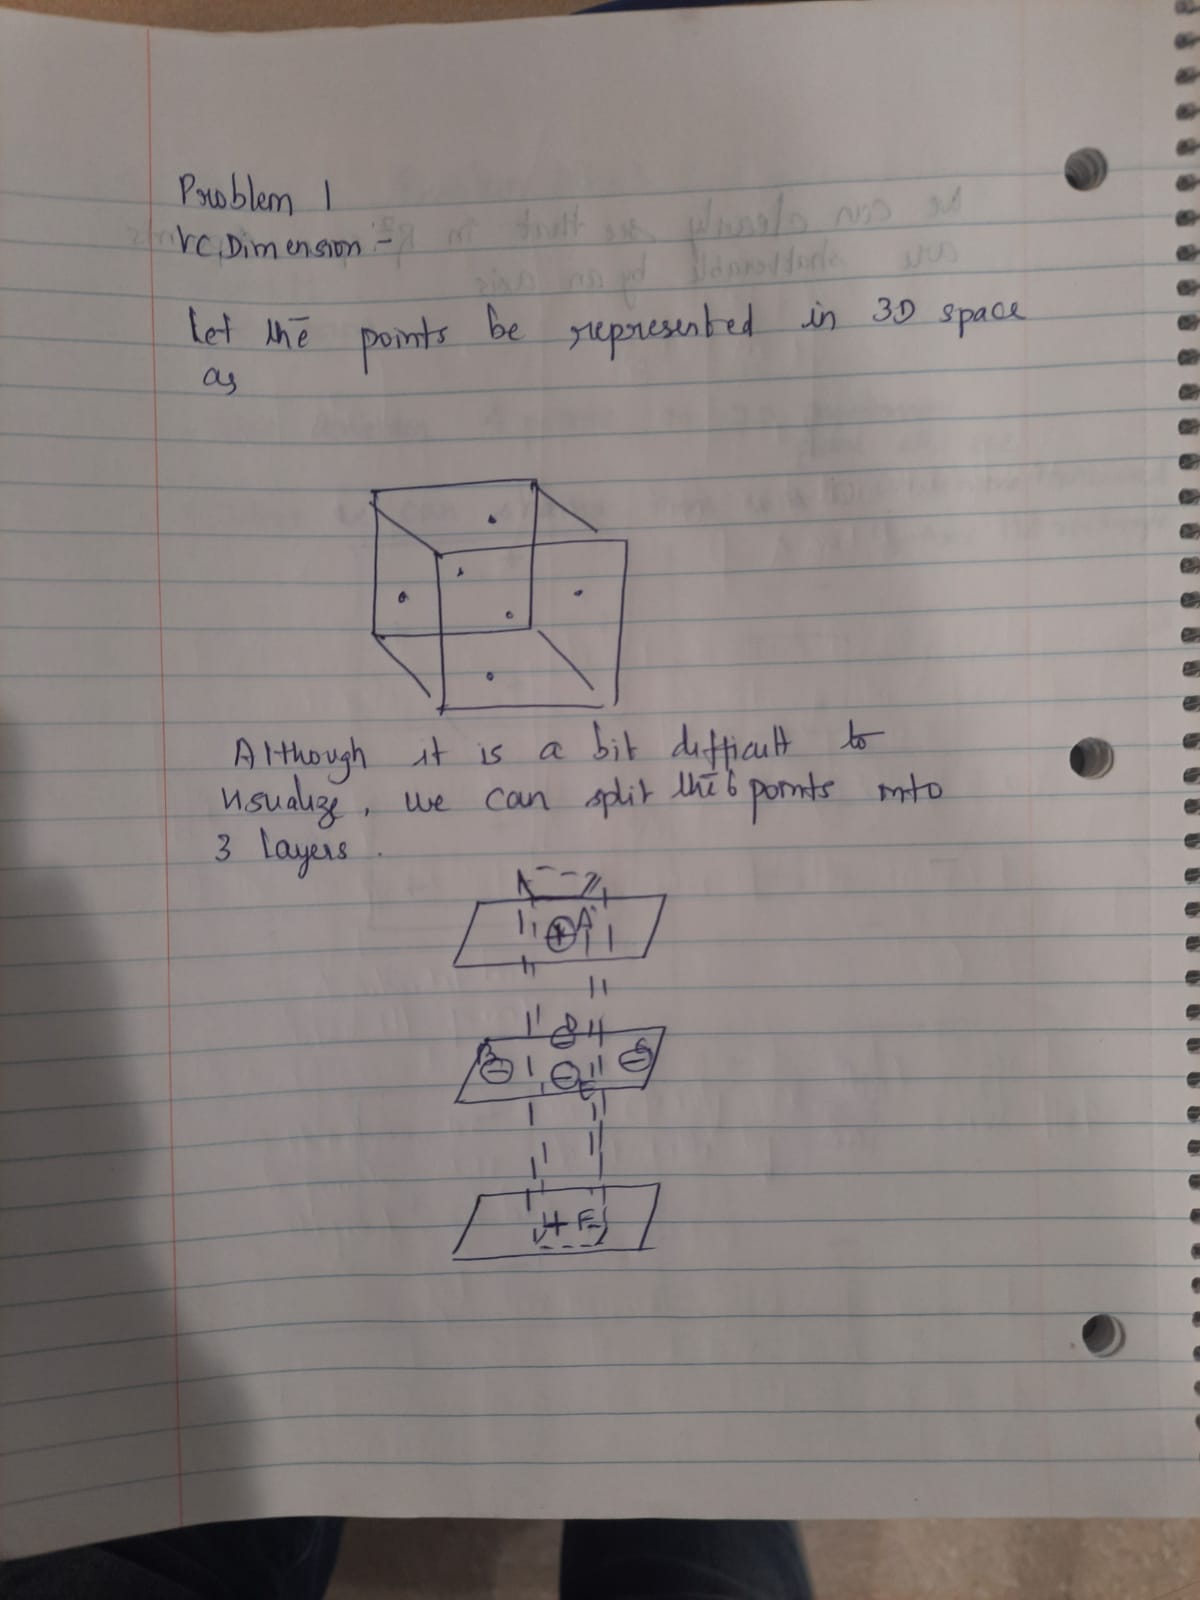 Problem 1
VC Dimension :-
Let the points be represented in 3D space
as
Although it is a bit difficult to
visualize, we can split the 6 points into
3 layers.
+ A
D
B - - - C
E
+ F